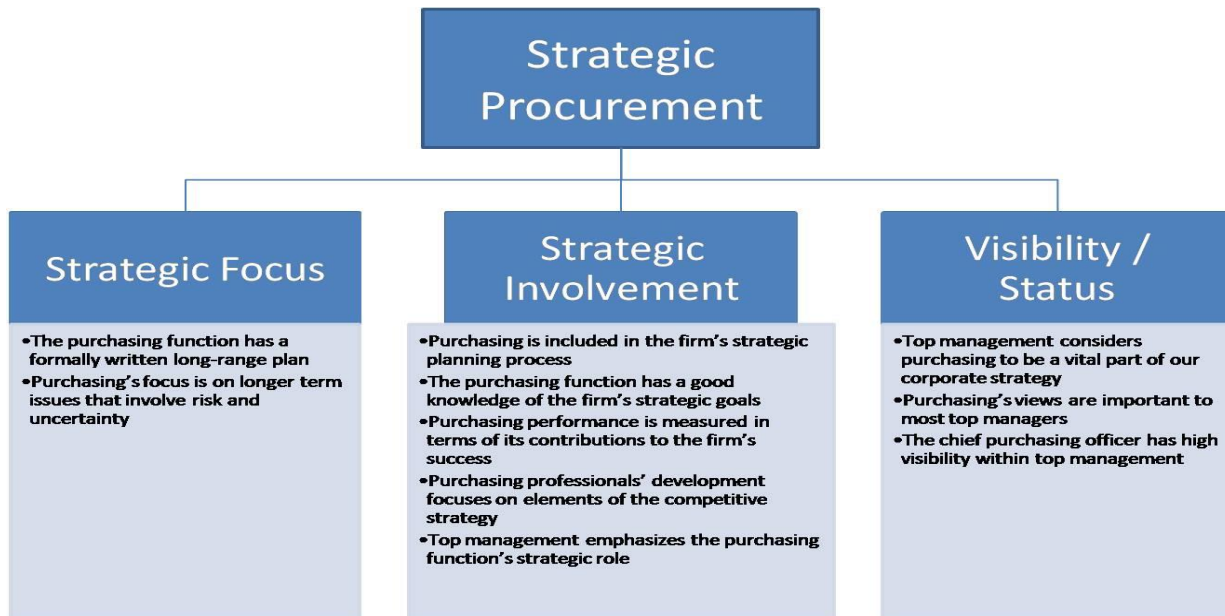 Strategic
Procurement
Strategic Focus
•The purchasing function has a
formally written long-range plan
•Purchasing's focus is on longer term
issues that involve risk and
uncertainty
Strategic
Involvement
•Purchasing is included in the firm's strategic
planning process
•The purchasing function has a good
knowledge of the firm's strategic goals
•Purchasing performance is measured in
terms of its contributions to the firm's
success
•Purchasing professionals' development
focuses on elements of the competitive
strategy
•Top management emphasizes the purchasing
function's strategic role
Visibility /
Status
•Top management considers
purchasing to be a vital part of our
corporate strategy
•Purchasing's views are important to
most top managers
•The chief purchasing officer has high
visibility within top management